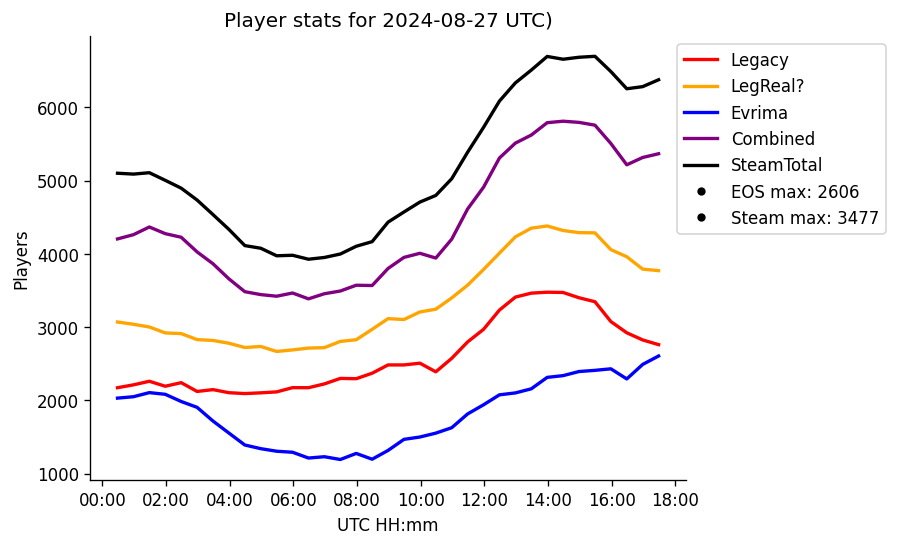 Player stats for 2024-08-27 UTC)
Legacy
LegReal?
Evrima
Combined
SteamTotal
EOS max: 2606
Steam max: 3477
Players
6000
5000
4000
3000
2000
1000
00:00 02:00 04:00 06:00 08:00 10:00 12:00 14:00 16:00 18:00
UTC HH:mm